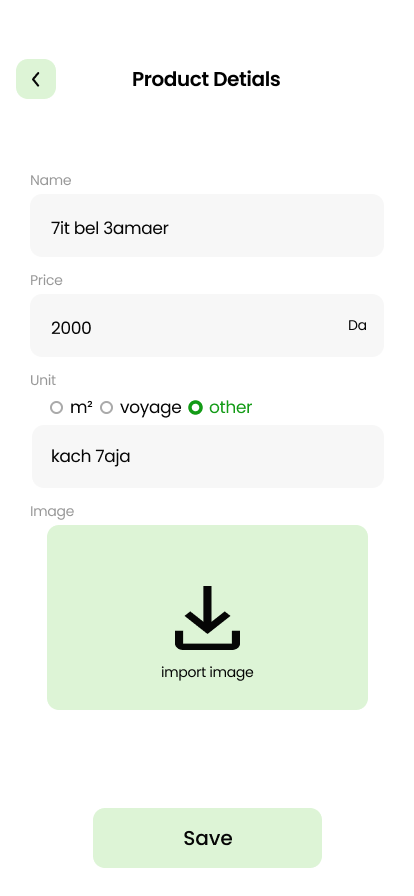 Product Detials
Name
7it bel 3amaer
Price
2000 Da
Unit
m² voyage other
kach 7aja
Image
import image
Save